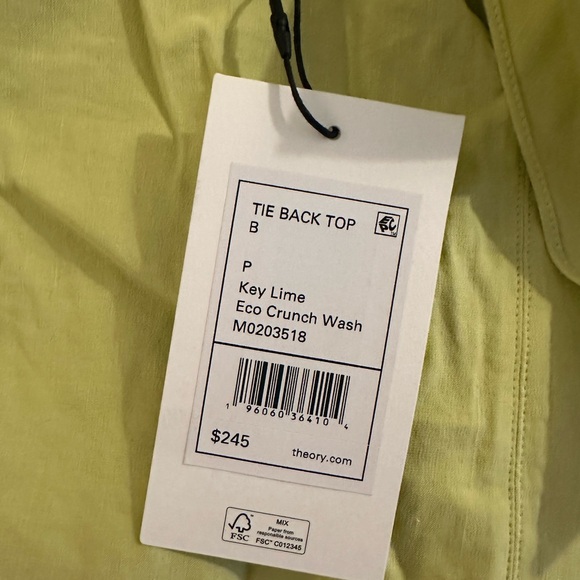 TIE BACK TOP
B
P
Key Lime
Eco Crunch Wash
M0203518
1 96060 36410 4
$245
theory.com
FSC
MIX
Paper from
responsible sources
FSC™ C012345